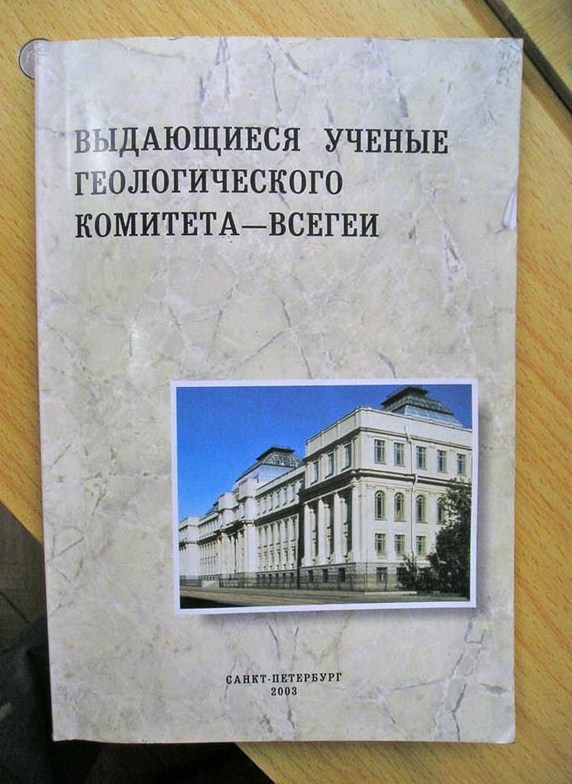 ВЫДАЮЩИЕСЯ УЧЕНЫЕ
ГЕОЛОГИЧЕСКОГО
КОМИТЕТА—ВСЕГЕИ
САНКТ-ПЕТЕРБУРГ
2003